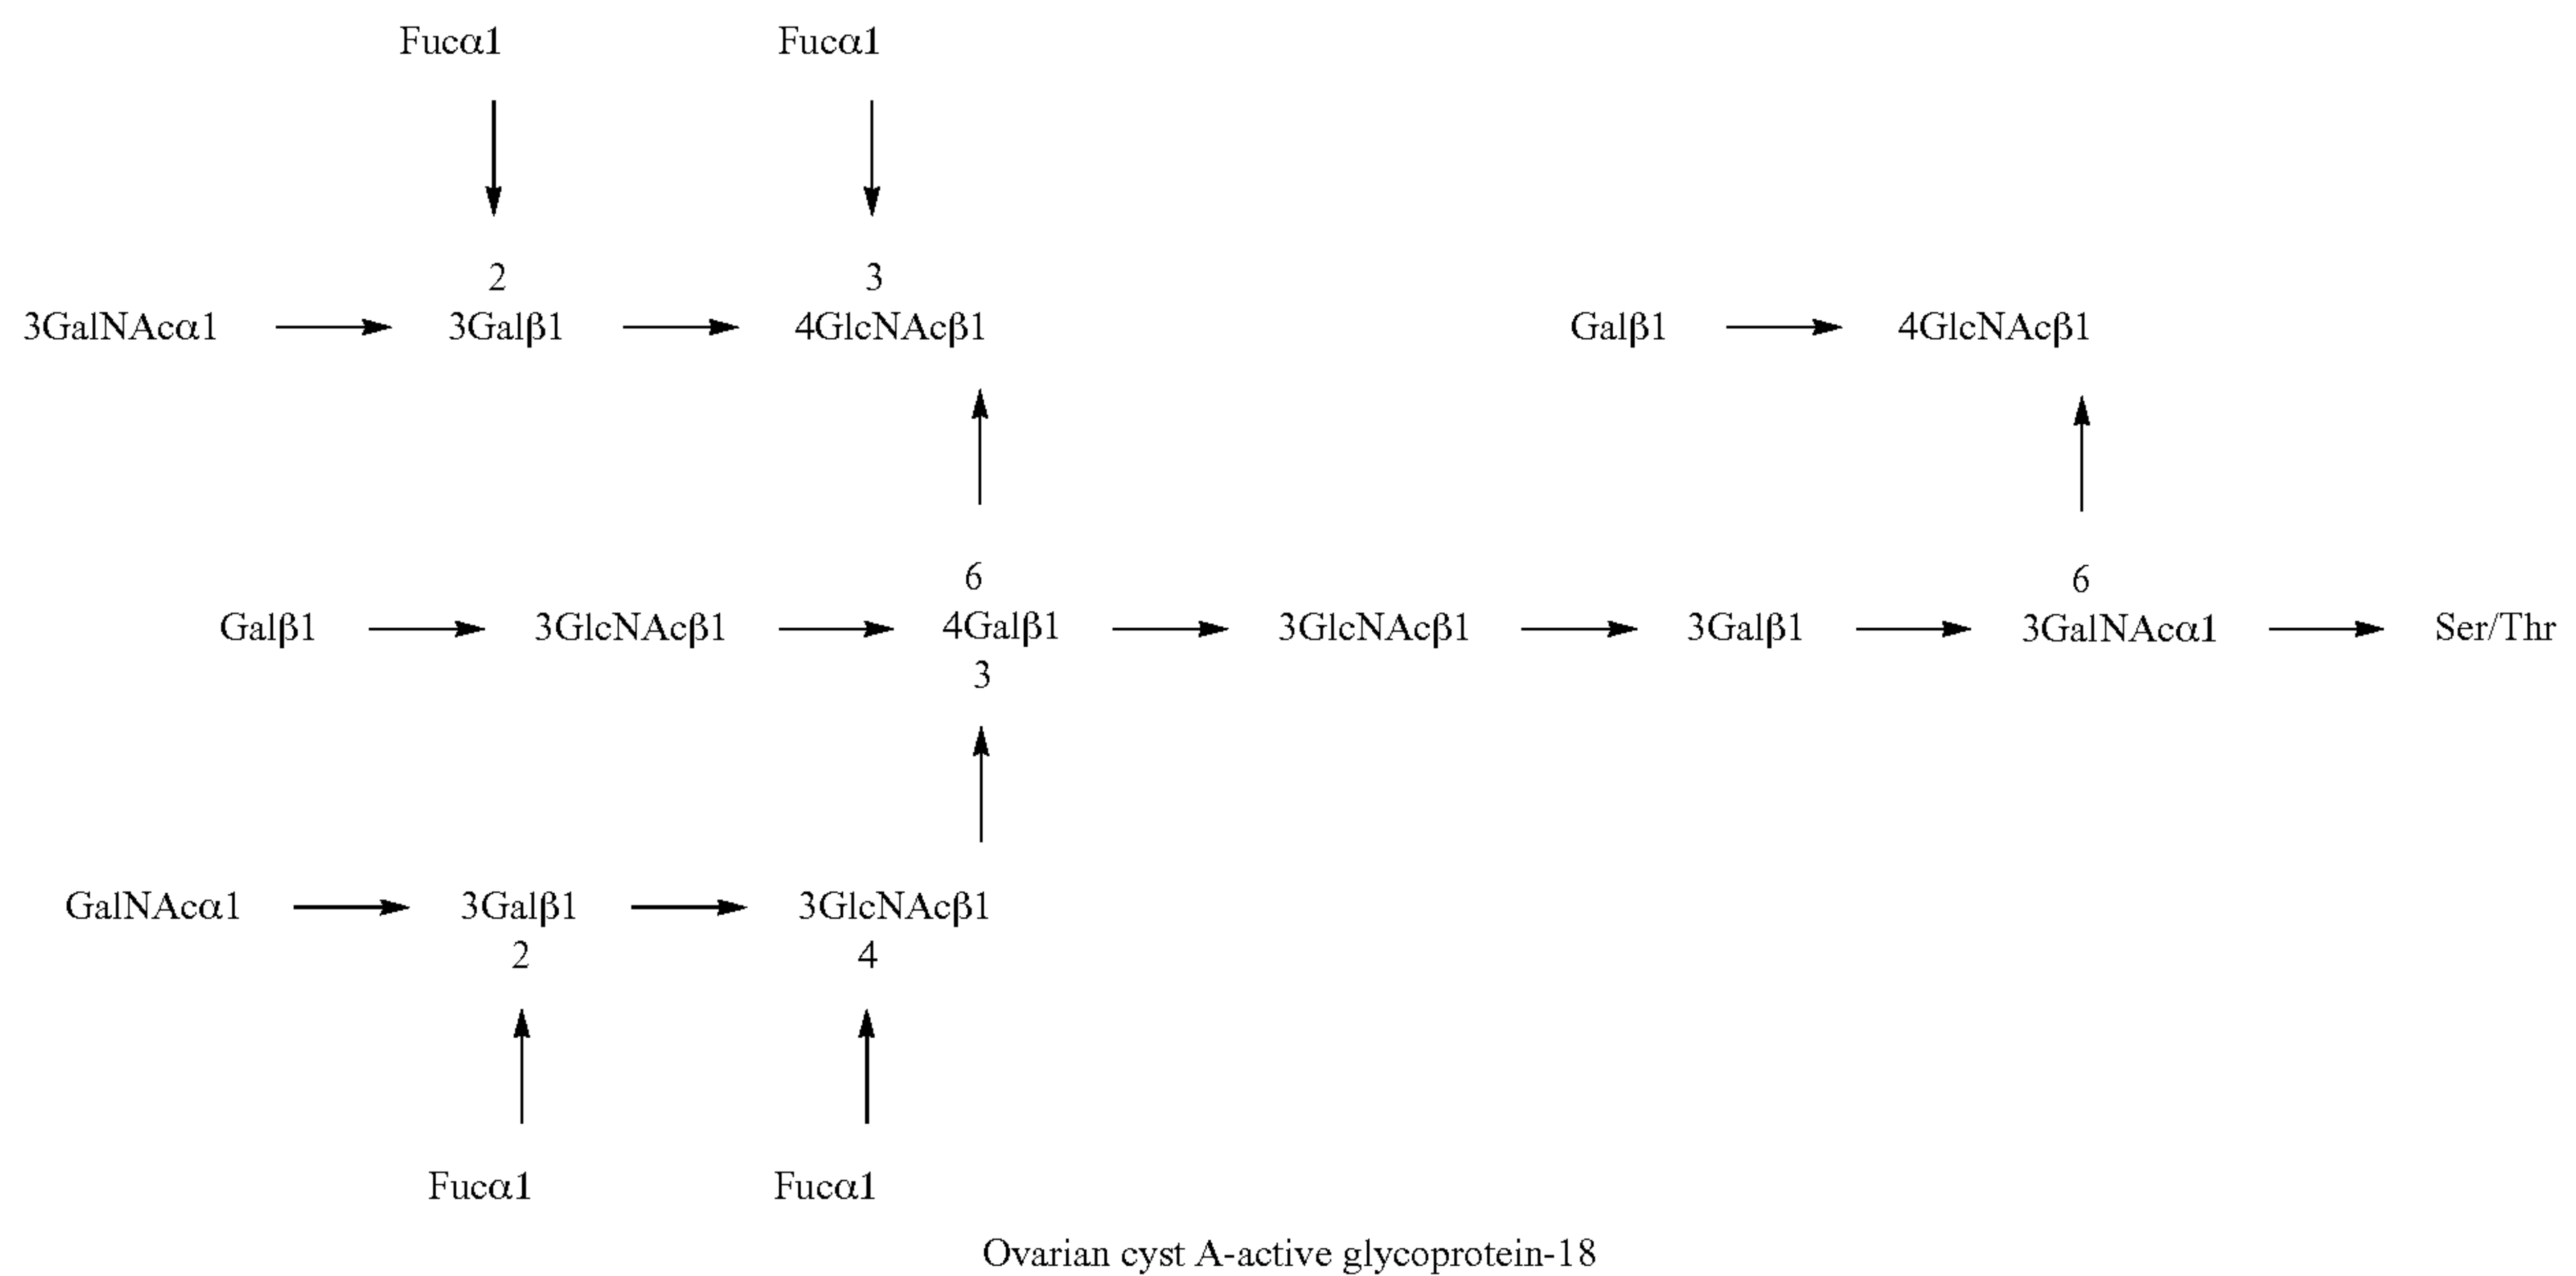 Fucα1 Fucα1
2 3
3GalNAcα1 3Galβ1 4GlcNAcβ1 Galβ1 4GlcNAcβ1
6 6
Galβ1 3GlcNAcβ1 4Galβ1 3GlcNAcβ1 3Galβ1 3GalNAcα1 Ser/Thr
3
GalNAcα1 3Galβ1 3GlcNAcβ1
2 4
Fucα1 Fucα1
Ovarian cyst A-active glycoprotein-18